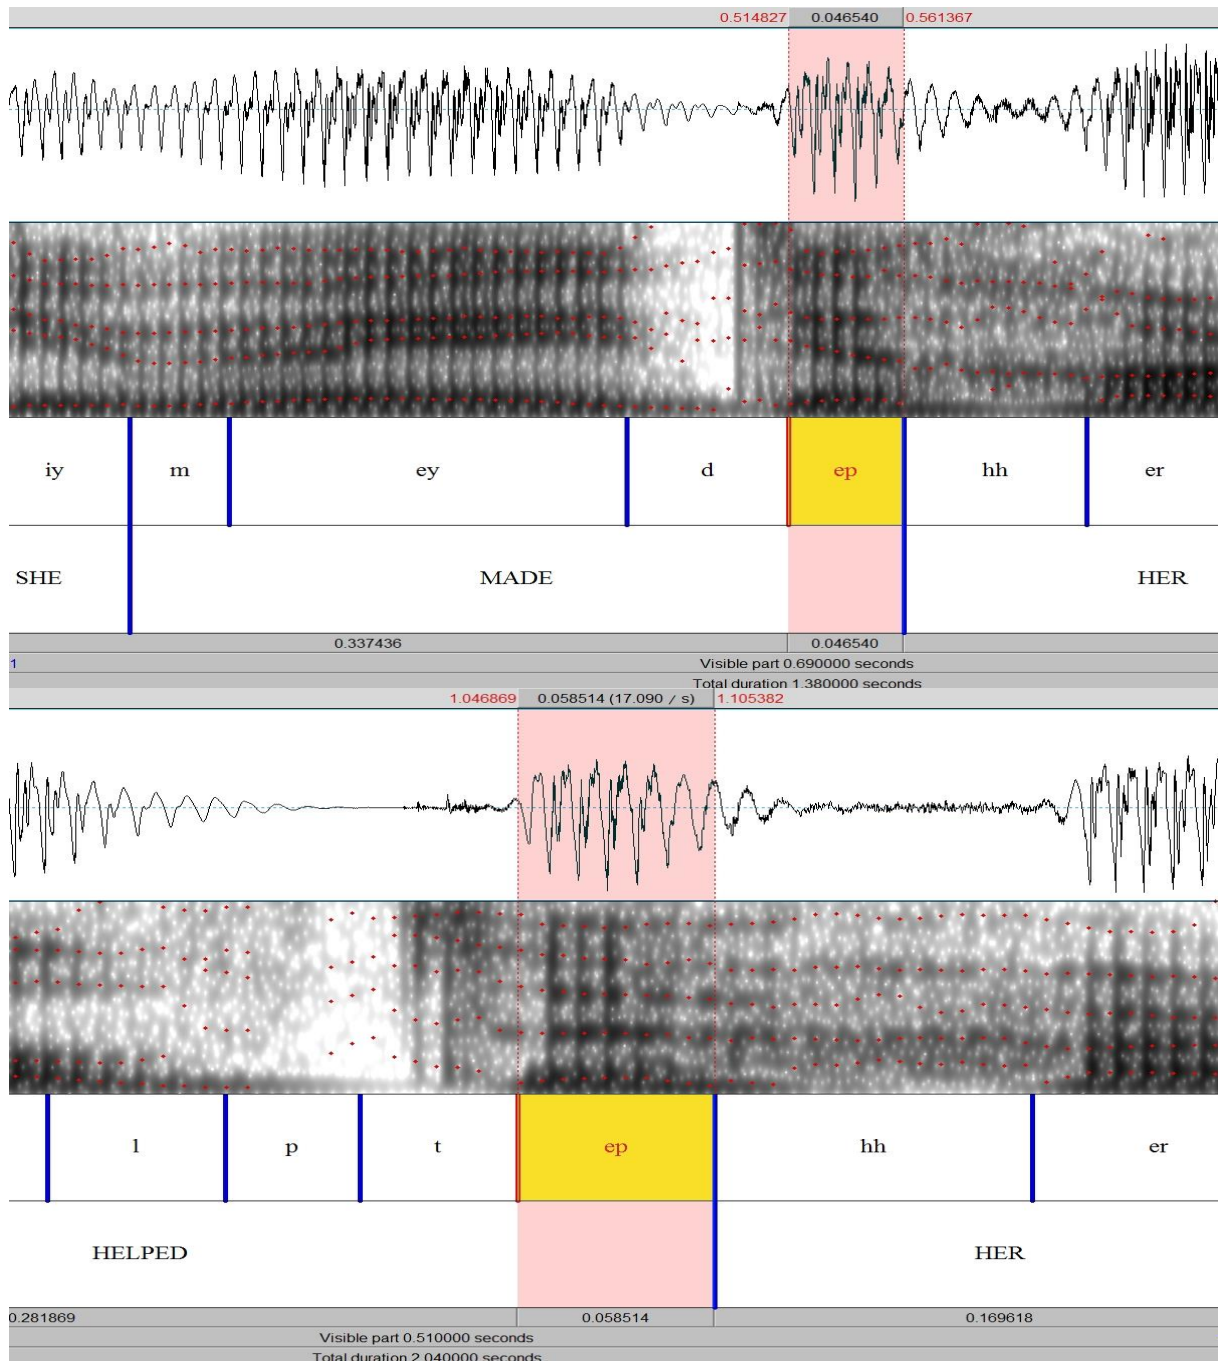 0.514827 0.046540 0.561367
iy m ey d ep hh er
SHE MADE HER
0.337436 0.046540
1 Visible part 0.690000 seconds
Total duration 1.380000 seconds
1.046869 0.058514 (17.090 / s) 1.105382
l p t ep hh er
HELPED HER
0.281869 0.058514 0.169618
Visible part 0.510000 seconds
Total duration 2.040000 seconds